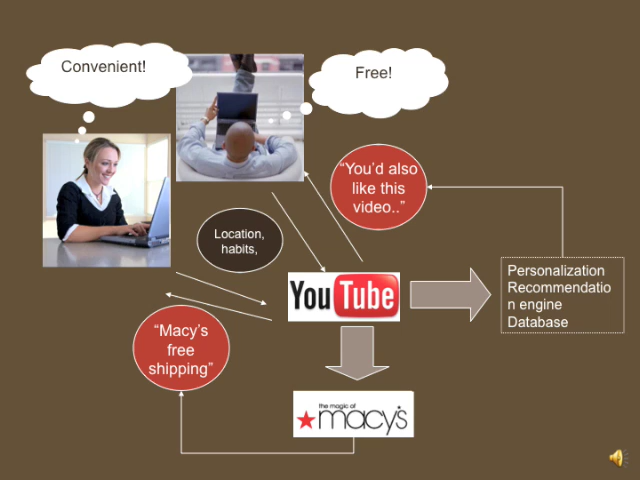 Convenient!
Free!
“You’d also
like this
video..”
Location,
habits,
Personalization
Recommendatio
n engine
Database
YouTube
“Macy’s
free
shipping”
the magic of
macy's